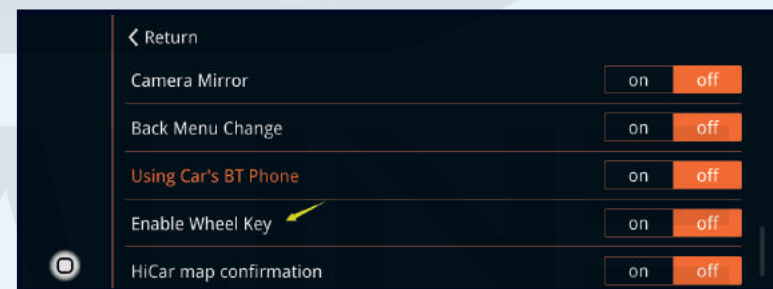 Return
Camera Mirror on off
Back Menu Change on off
Using Car's BT Phone on off
Enable Wheel Key on off
HiCar map confirmation on off